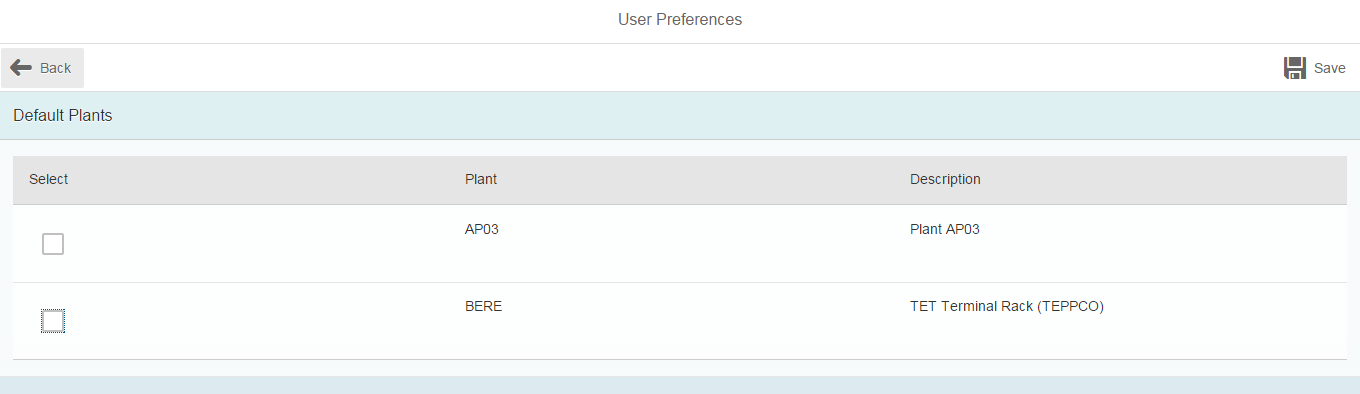 User Preferences
Back Save
Default Plants
Select Plant Description
AP03 Plant AP03
BERE TET Terminal Rack (TEPPCO)